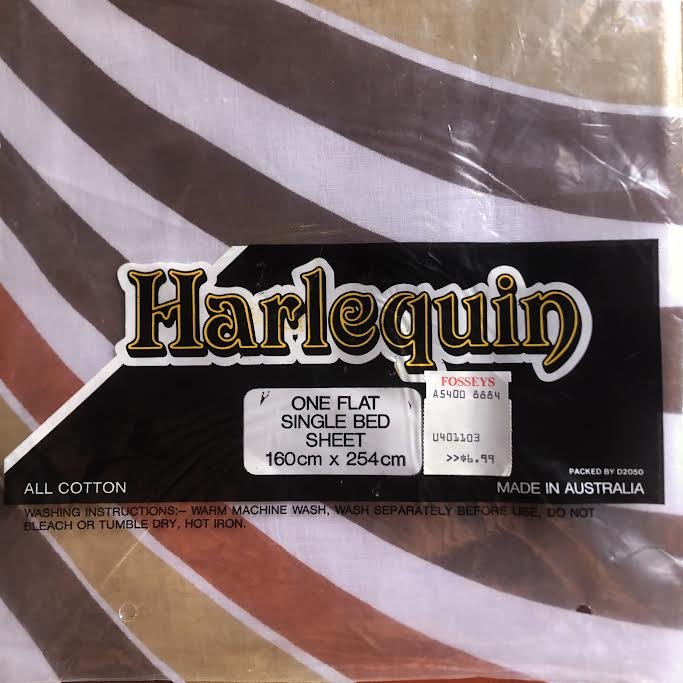 Harlequin
ONE FLAT
SINGLE BED
SHEET
160cm x 254cm
FOSSEYS
A5400 8884
U401103
>>$6.99
PACKED BY D2050
ALL COTTON
MADE IN AUSTRALIA
WASHING INSTRUCTIONS:– WARM MACHINE WASH, WASH SEPARATELY BEFORE USE, DO NOT
BLEACH OR TUMBLE DRY, HOT IRON.